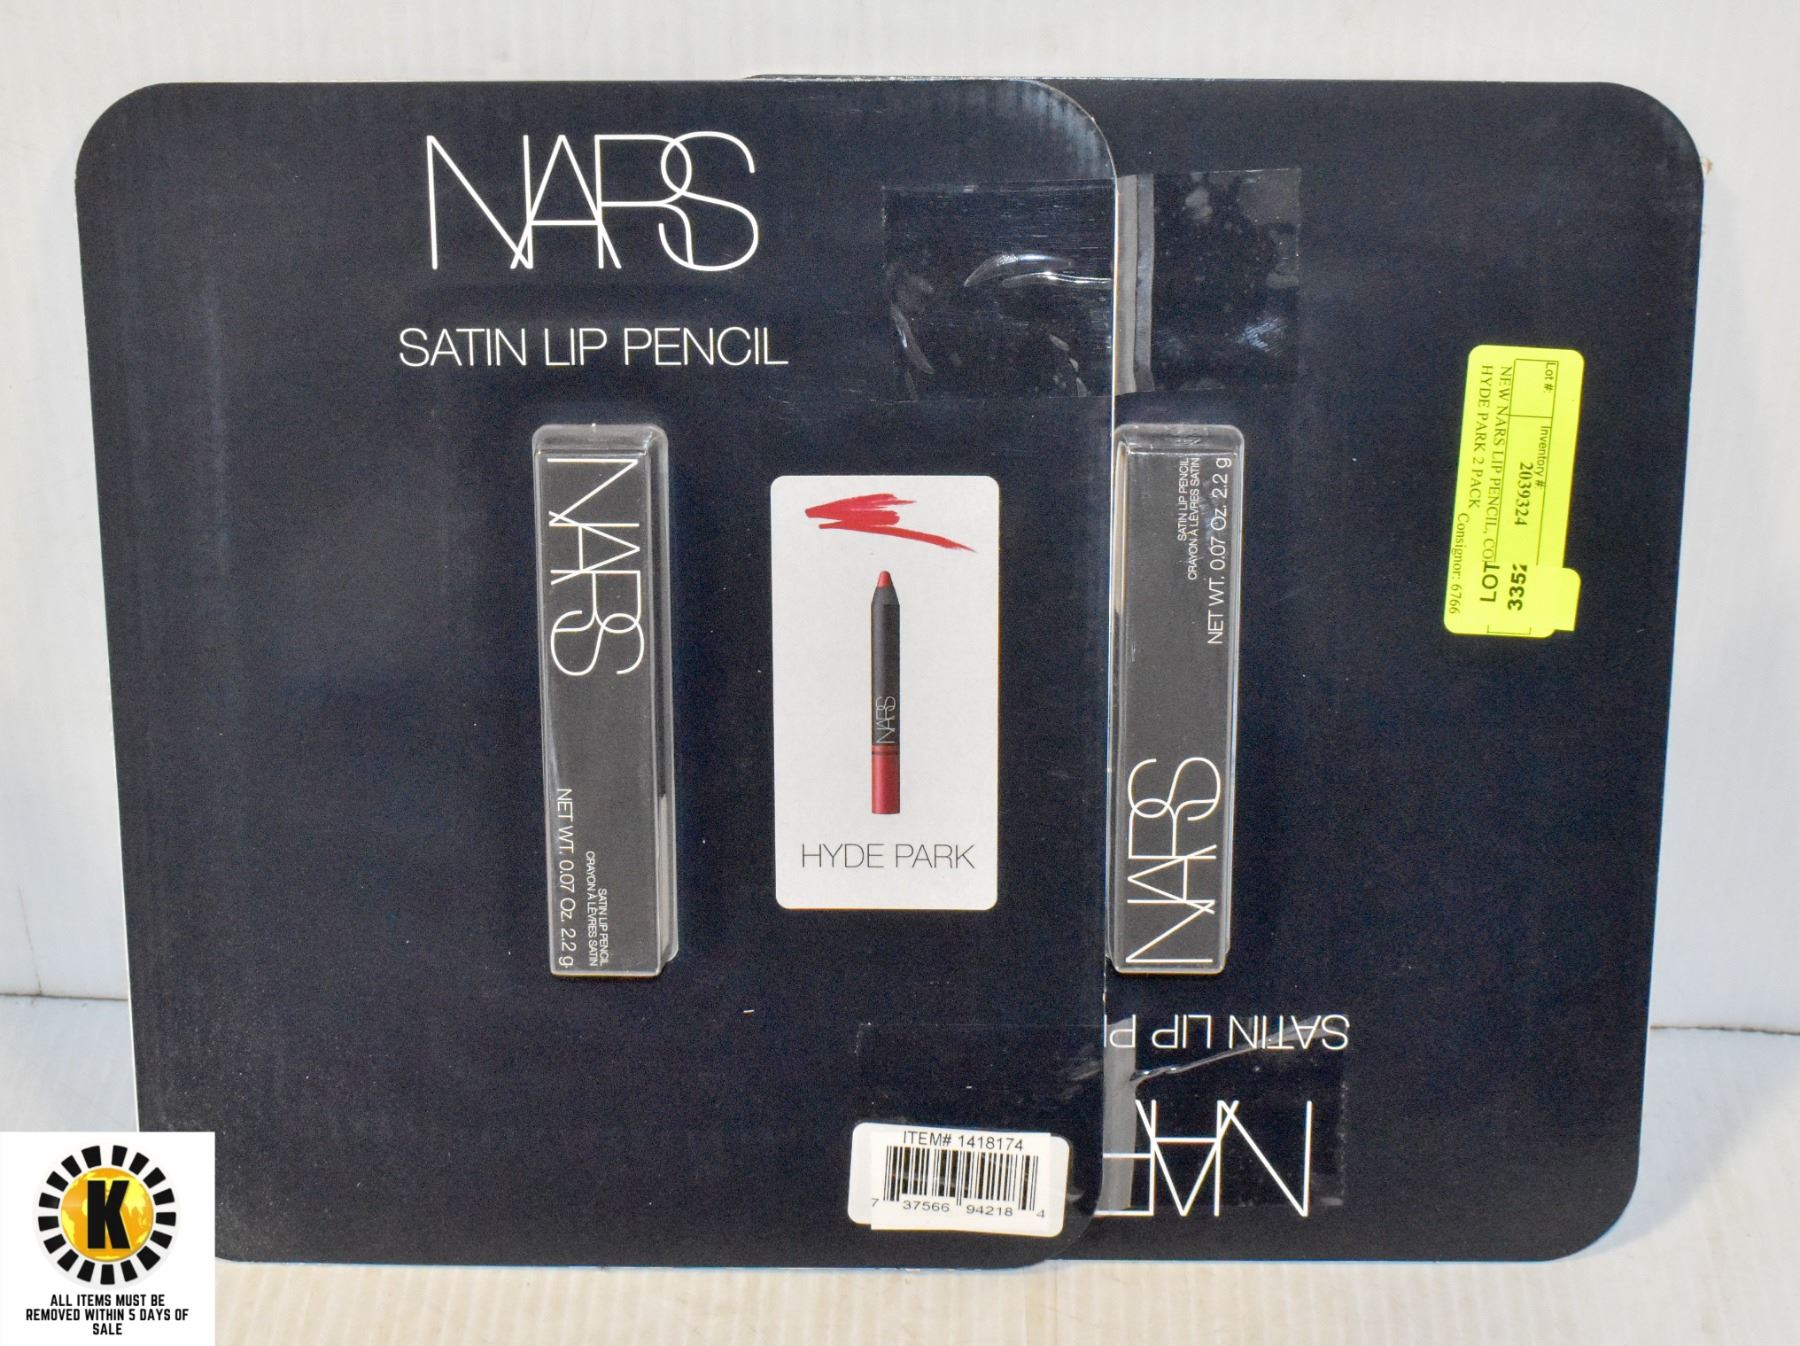 NARS
SATIN LIP PENCIL
NARS
NET WT. 0.07 Oz. 2.2 g
SATIN LIP PENCIL
CRAYON À LÈVRES SATIN
NARS
HYDE PARK
SATIN LIP PENCIL
CRAYON À LÈVRES SATIN
NET WT. 0.07 Oz. 2.2 g
NARS
Lot #:
Inventory #:
2039324
NEW NARS LIP PENCIL, CO
HYDE PARK 2 PACK
Consignor: 6766
LOT
335
SATIN LIP P
NA
ITEM# 1418174
7 37566 94218 4
K
ALL ITEMS MUST BE
REMOVED WITHIN 5 DAYS OF
SALE